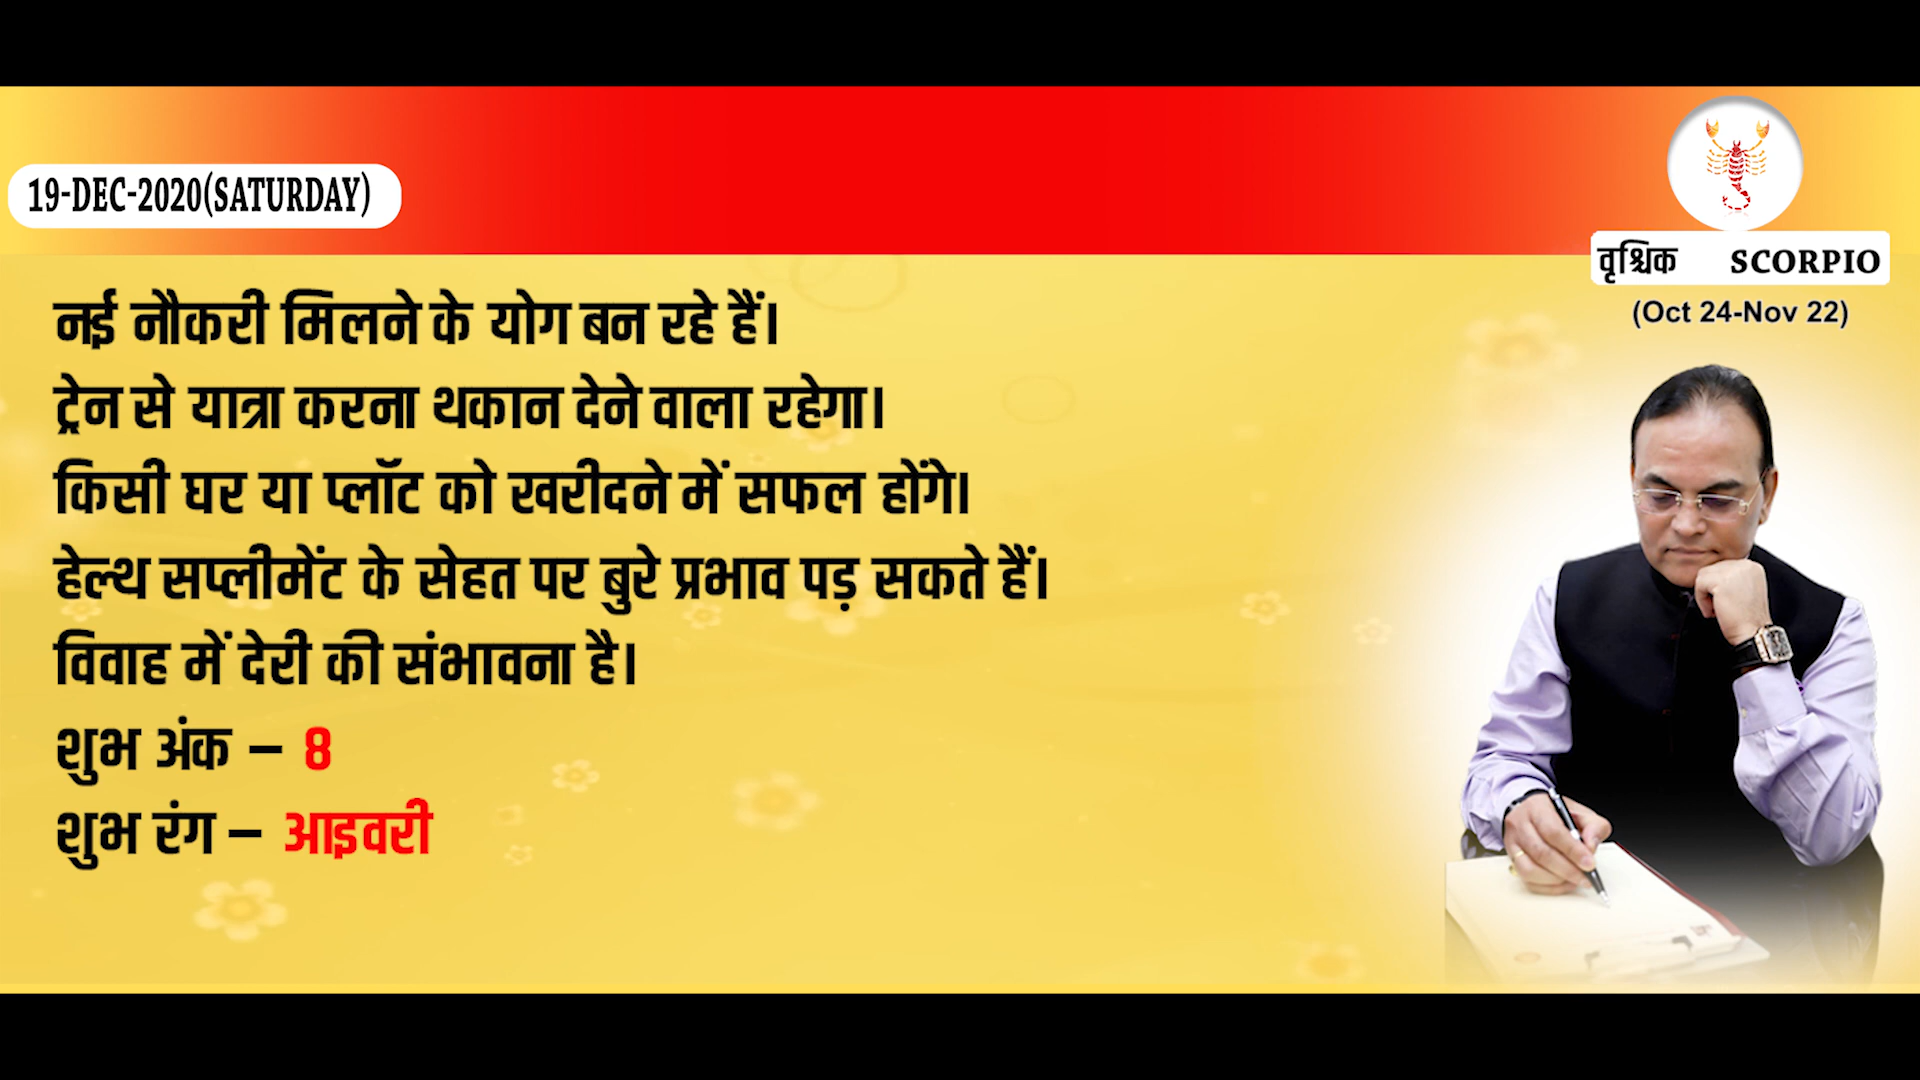 19-DEC-2020(SATURDAY)
वृश्चिक SCORPIO
(Oct 24-Nov 22)
नई नौकरी मिलने के योग बन रहे हैं।
ट्रेन से यात्रा करना थकान देने वाला रहेगा।
किसी घर या प्लॉट को खरीदने में सफल होंगे।
हेल्थ सप्लीमेंट के सेहत पर बुरे प्रभाव पड़ सकते हैं।
विवाह में देरी की संभावना है।
शुभ अंक – 8
शुभ रंग – आइवरी